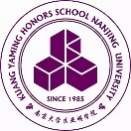 KUANG YAMING HONORS SCHOOL NANJING UNIVERSITY
SINCE 1985
南京大学匡亚明学院